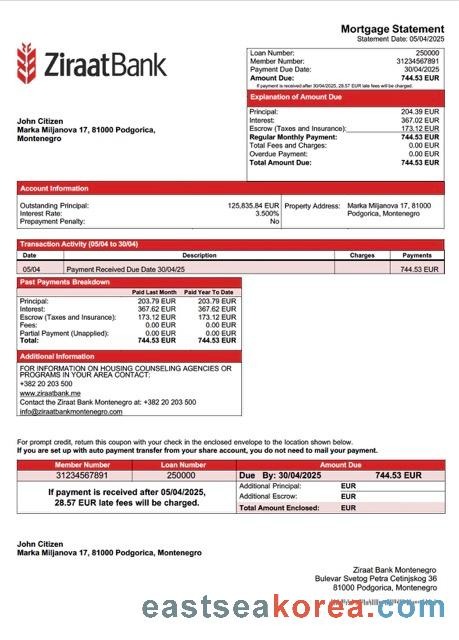 Mortgage Statement
Statement Date: 05/04/2025
ZiraatBank
Loan Number: 250000
Member Number: 31234567891
Payment Due Date: 30/04/2025
Amount Due: 744.53 EUR
If payment is received after 30/04/2025, 28.57 EUR late fees will be charged.
Explanation of Amount Due
Principal: 204.39 EUR
Interest: 367.02 EUR
Escrow (Taxes and Insurance): 173.12 EUR
Regular Monthly Payment: 744.53 EUR
Total Fees and Charges: 0.00 EUR
Overdue Payment: 0.00 EUR
Total Amount Due: 744.53 EUR
John Citizen
Marka Miljanova 17, 81000 Podgorica,
Montenegro
Account Information
Outstanding Principal: 125,835.84 EUR
Interest Rate: 3.500%
Prepayment Penalty: No
Property Address: Marka Miljanova 17, 81000
Podgorica, Montenegro
Transaction Activity (05/04 to 30/04)
Date Description Charges Payments
05/04 Payment Received Due Date 30/04/25 744.53 EUR
Past Payments Breakdown
Paid Last Month Paid Year To Date
Principal: 203.79 EUR 203.79 EUR
Interest: 367.62 EUR 367.62 EUR
Escrow (Taxes and Insurance): 173.12 EUR 173.12 EUR
Fees: 0.00 EUR 0.00 EUR
Partial Payment (Unapplied): 0.00 EUR 0.00 EUR
Total: 744.53 EUR 744.53 EUR
Additional Information
FOR INFORMATION ON HOUSING COUNSELING AGENCIES OR
PROGRAMS IN YOUR AREA CONTACT:
+382 20 203 500
www.ziraatbank.me
Contact the Ziraat Bank Montenegro at: +382 20 203 500
info@ziraatbankmontenegro.com
For prompt credit, return this coupon with your check in the enclosed envelope to the location shown below.
If you are set up with auto payment transfer from your share account, you do not need to mail your payment.
Member Number Loan Number Amount Due
31234567891 250000 Due By: 30/04/2025 744.53 EUR
If payment is received after 05/04/2025,
28.57 EUR late fees will be charged.
Additional Principal: EUR
Additional Escrow: EUR
Total Amount Enclosed: EUR
John Citizen
Marka Miljanova 17, 81000 Podgorica, Montenegro
Ziraat Bank Montenegro
Bulevar Svetog Petra Cetinjskog 36
81000 Podgorica, Montenegro
eastseakorea.com